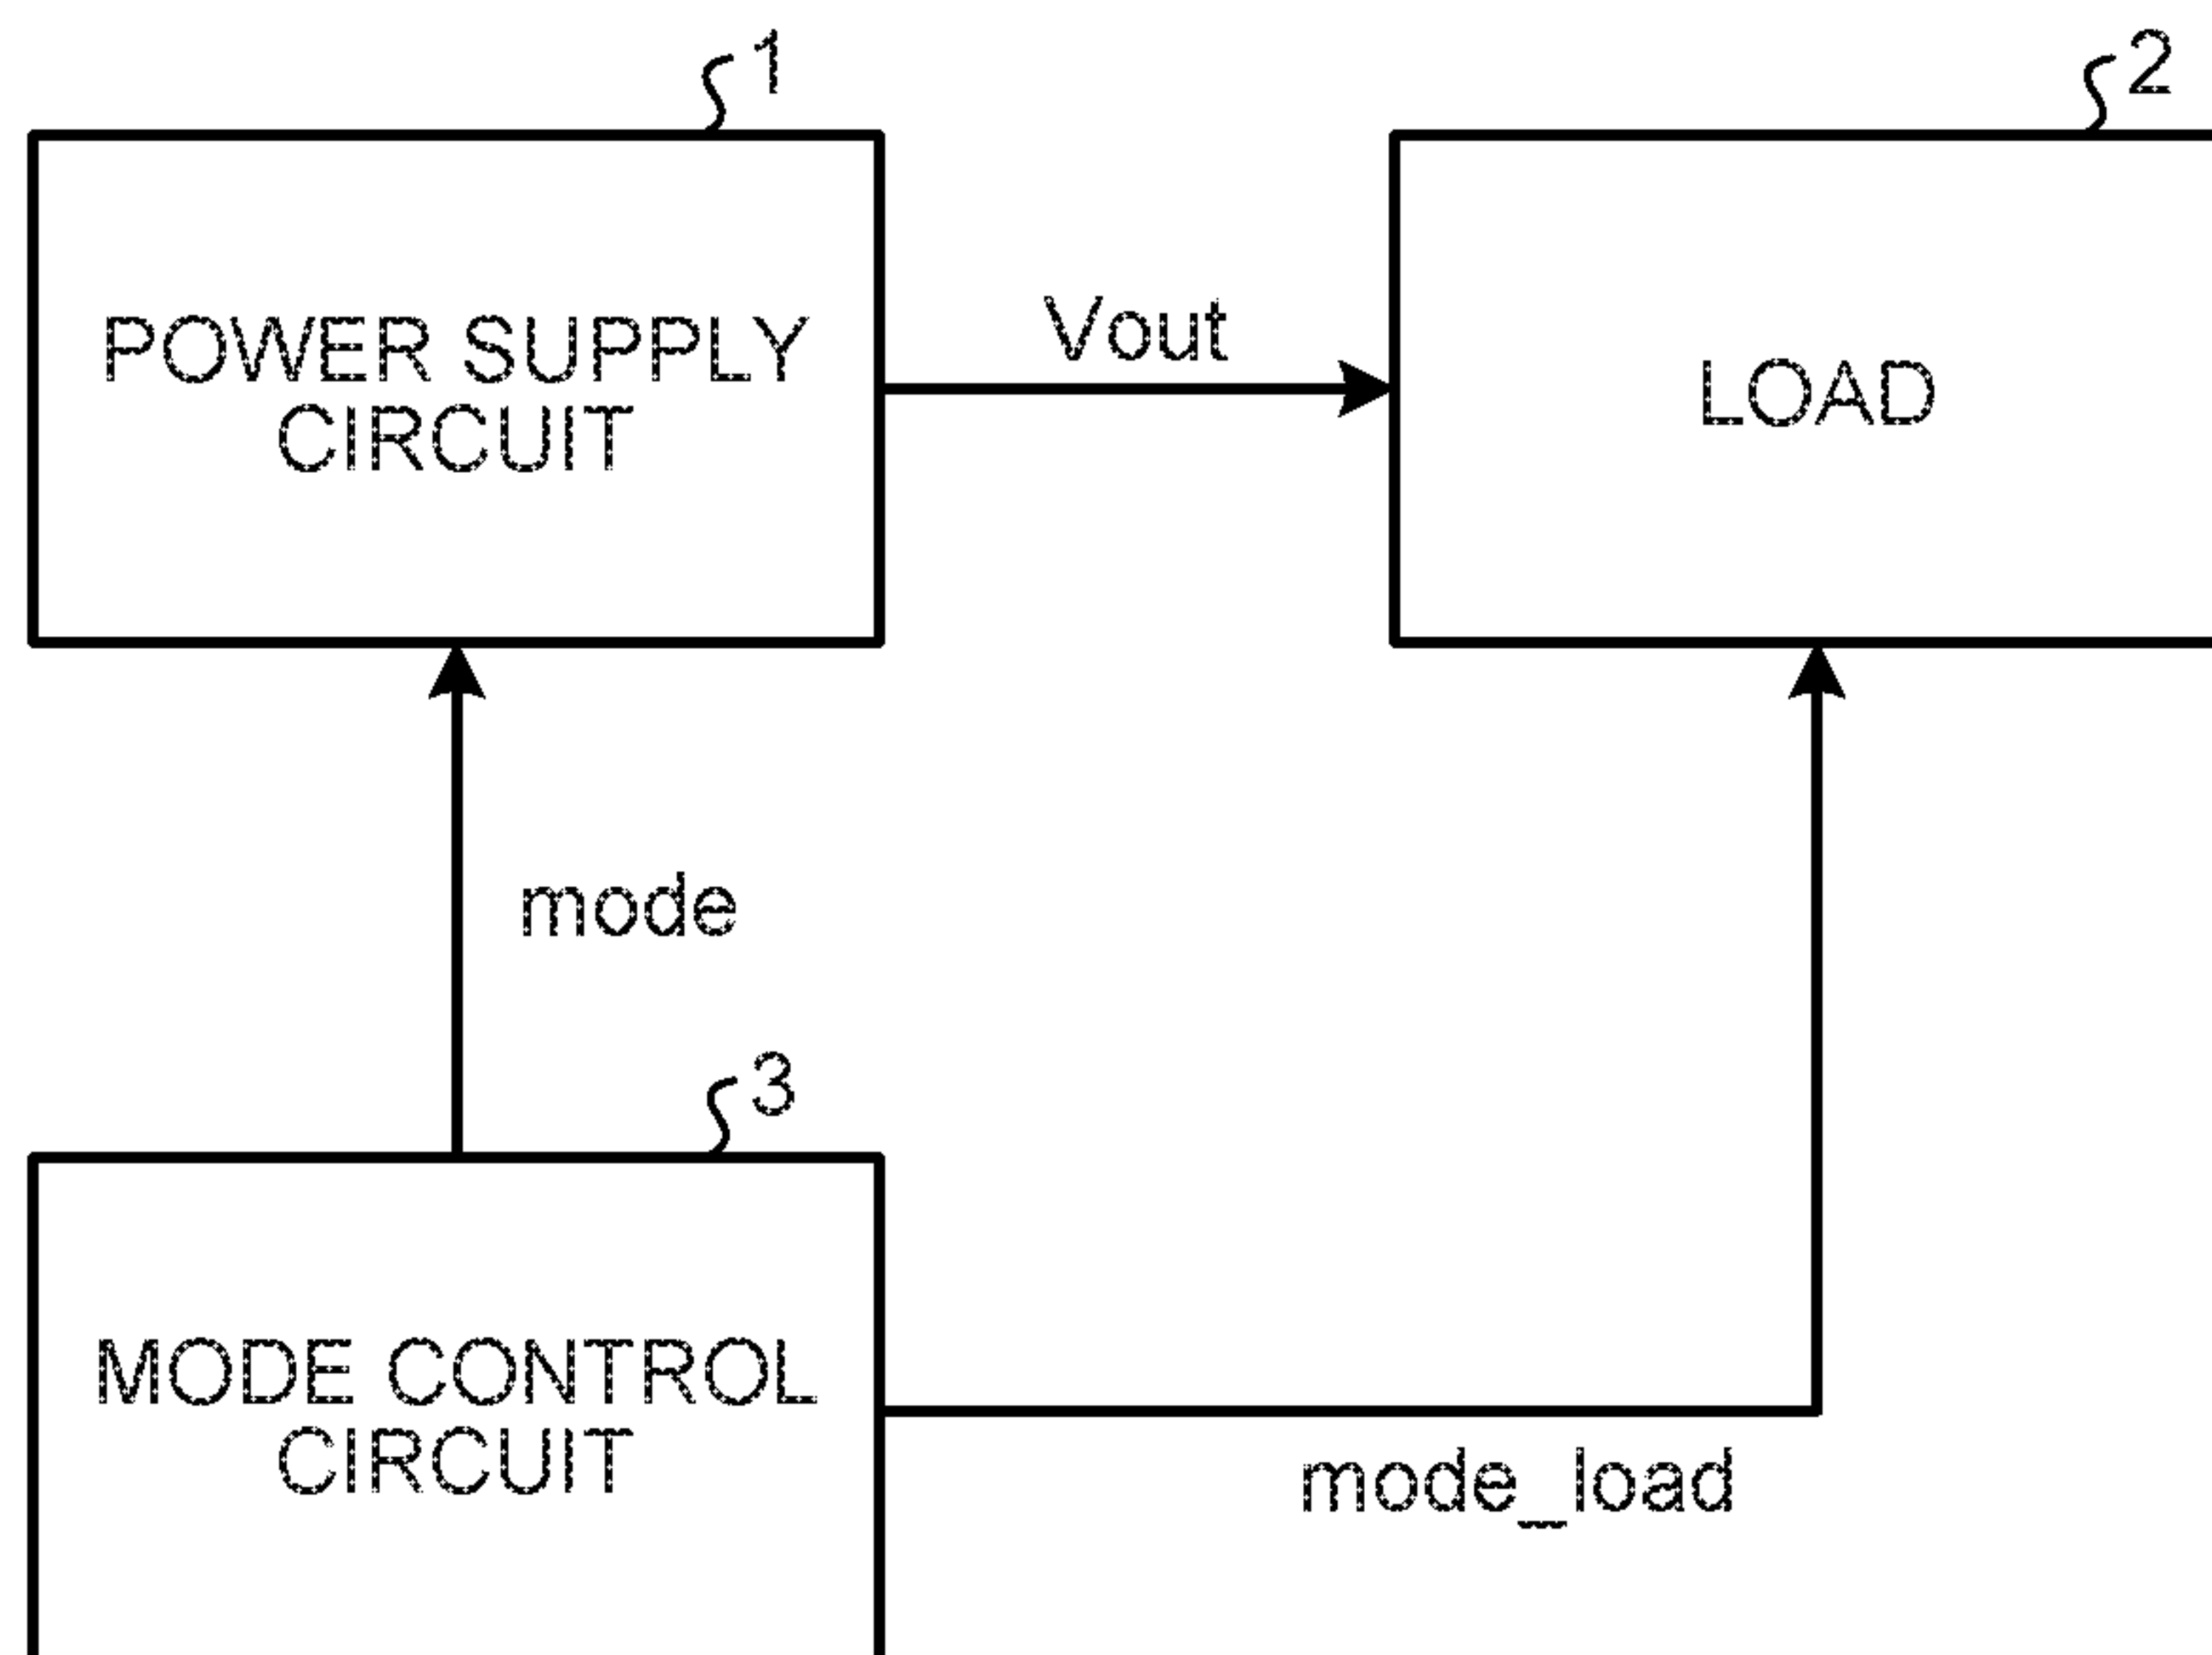 1
2
POWER SUPPLY
CIRCUIT
Vout
LOAD
mode
3
MODE CONTROL
CIRCUIT
mode_load